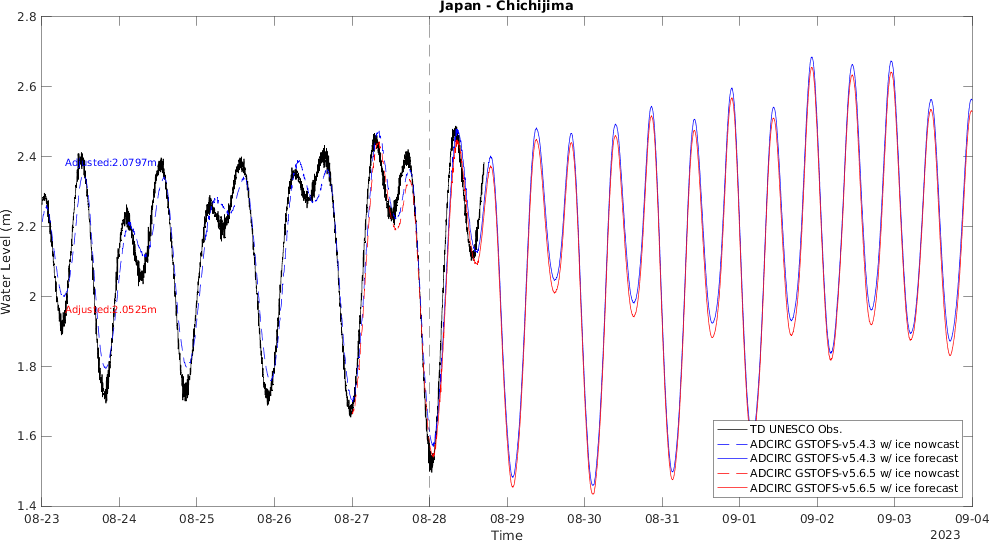 Japan - Chichijima
Water Level (m)
2.8
2.6
2.4
2.2
2
1.8
1.6
1.4
Adjusted:2.0797m
Adjusted:2.0525m
TD UNESCO Obs.
ADCIRC GSTOFS-v5.4.3 w/ ice nowcast
ADCIRC GSTOFS-v5.4.3 w/ ice forecast
ADCIRC GSTOFS-v5.6.5 w/ ice nowcast
ADCIRC GSTOFS-v5.6.5 w/ ice forecast
08-23 08-24 08-25 08-26 08-27 08-28 08-29 08-30 08-31 09-01 09-02 09-03 09-04
Time
2023